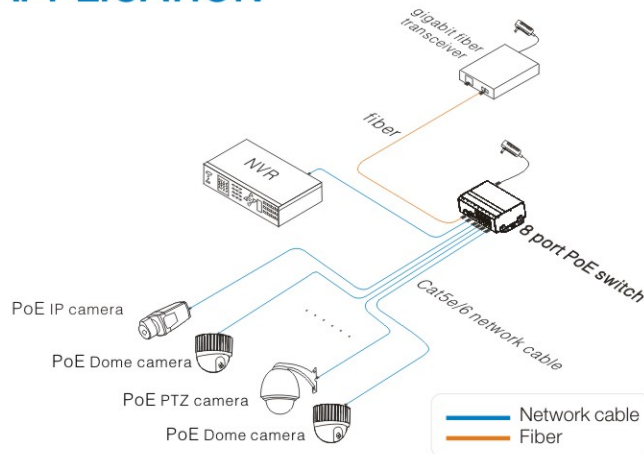 APPLICATION
gigabit fiber
transceiver
fiber
NVR
8 port PoE switch
Cat5e/6 network
cable
PoE IP camera
PoE Dome camera
PoE PTZ camera
PoE Dome camera
Network cable
Fiber